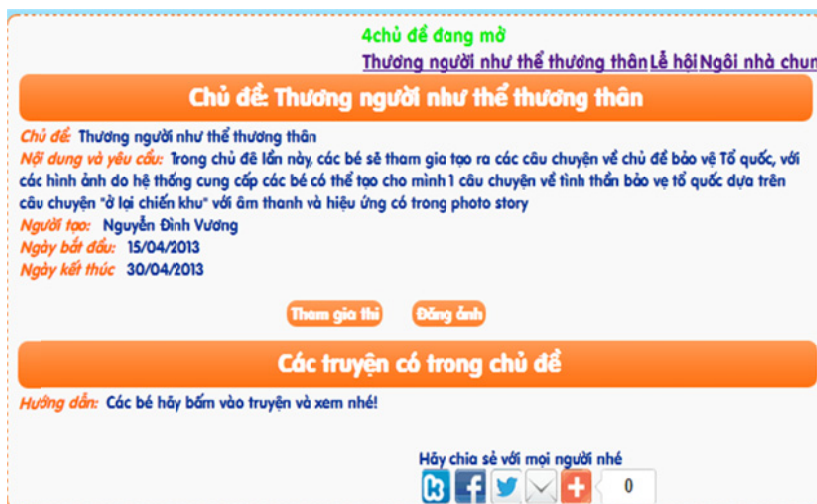 4chủ đề đang mở
Thương người như thể thương thân Lễ hội Ngôi nhà chun
Chủ đề: Thương người như thể thương thân
Chủ đề: Thương người như thể thương thân
Nội dung và yêu cầu: Trong chủ đề lần này, các bé sẽ tham gia tạo ra các câu chuyện về chủ đề bảo vệ Tổ quốc, với
các hình ảnh do hệ thống cung cấp các bé có thể tạo cho mình 1 câu chuyện về tình thần bảo vẹ tổ quốc dựa trên
câu chuyện "ở lại chiến khu" với âm thanh và hiệu ứng có trong photo story
Người tạo: Nguyễn Đình Vương
Ngày bắt đầu: 15/04/2013
Ngày kết thúc 30/04/2013
Tham gia thi Đăng ảnh
Các truyện có trong chủ đề
Hướng dẫn: Các bé hãy bấm vào truyện và xem nhé!
Hãy chia sẻ với mọi người nhé
0